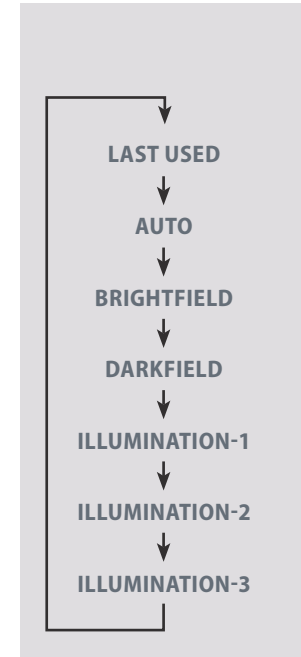 LAST USED
AUTO
BRIGHTFIELD
DARKFIELD
ILLUMINATION-1
ILLUMINATION-2
ILLUMINATION-3